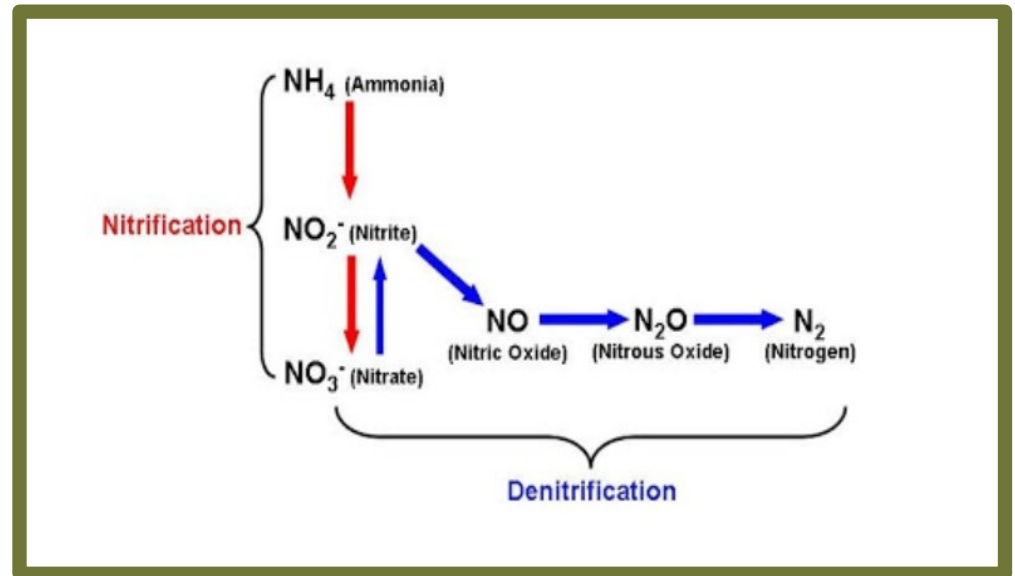 NH₄ (Ammonia)
Nitrification
NO₂⁻ (Nitrite)
NO
N₂O
N₂
(Nitric Oxide)
(Nitrous Oxide)
(Nitrogen)
NO₃⁻ (Nitrate)
Denitrification